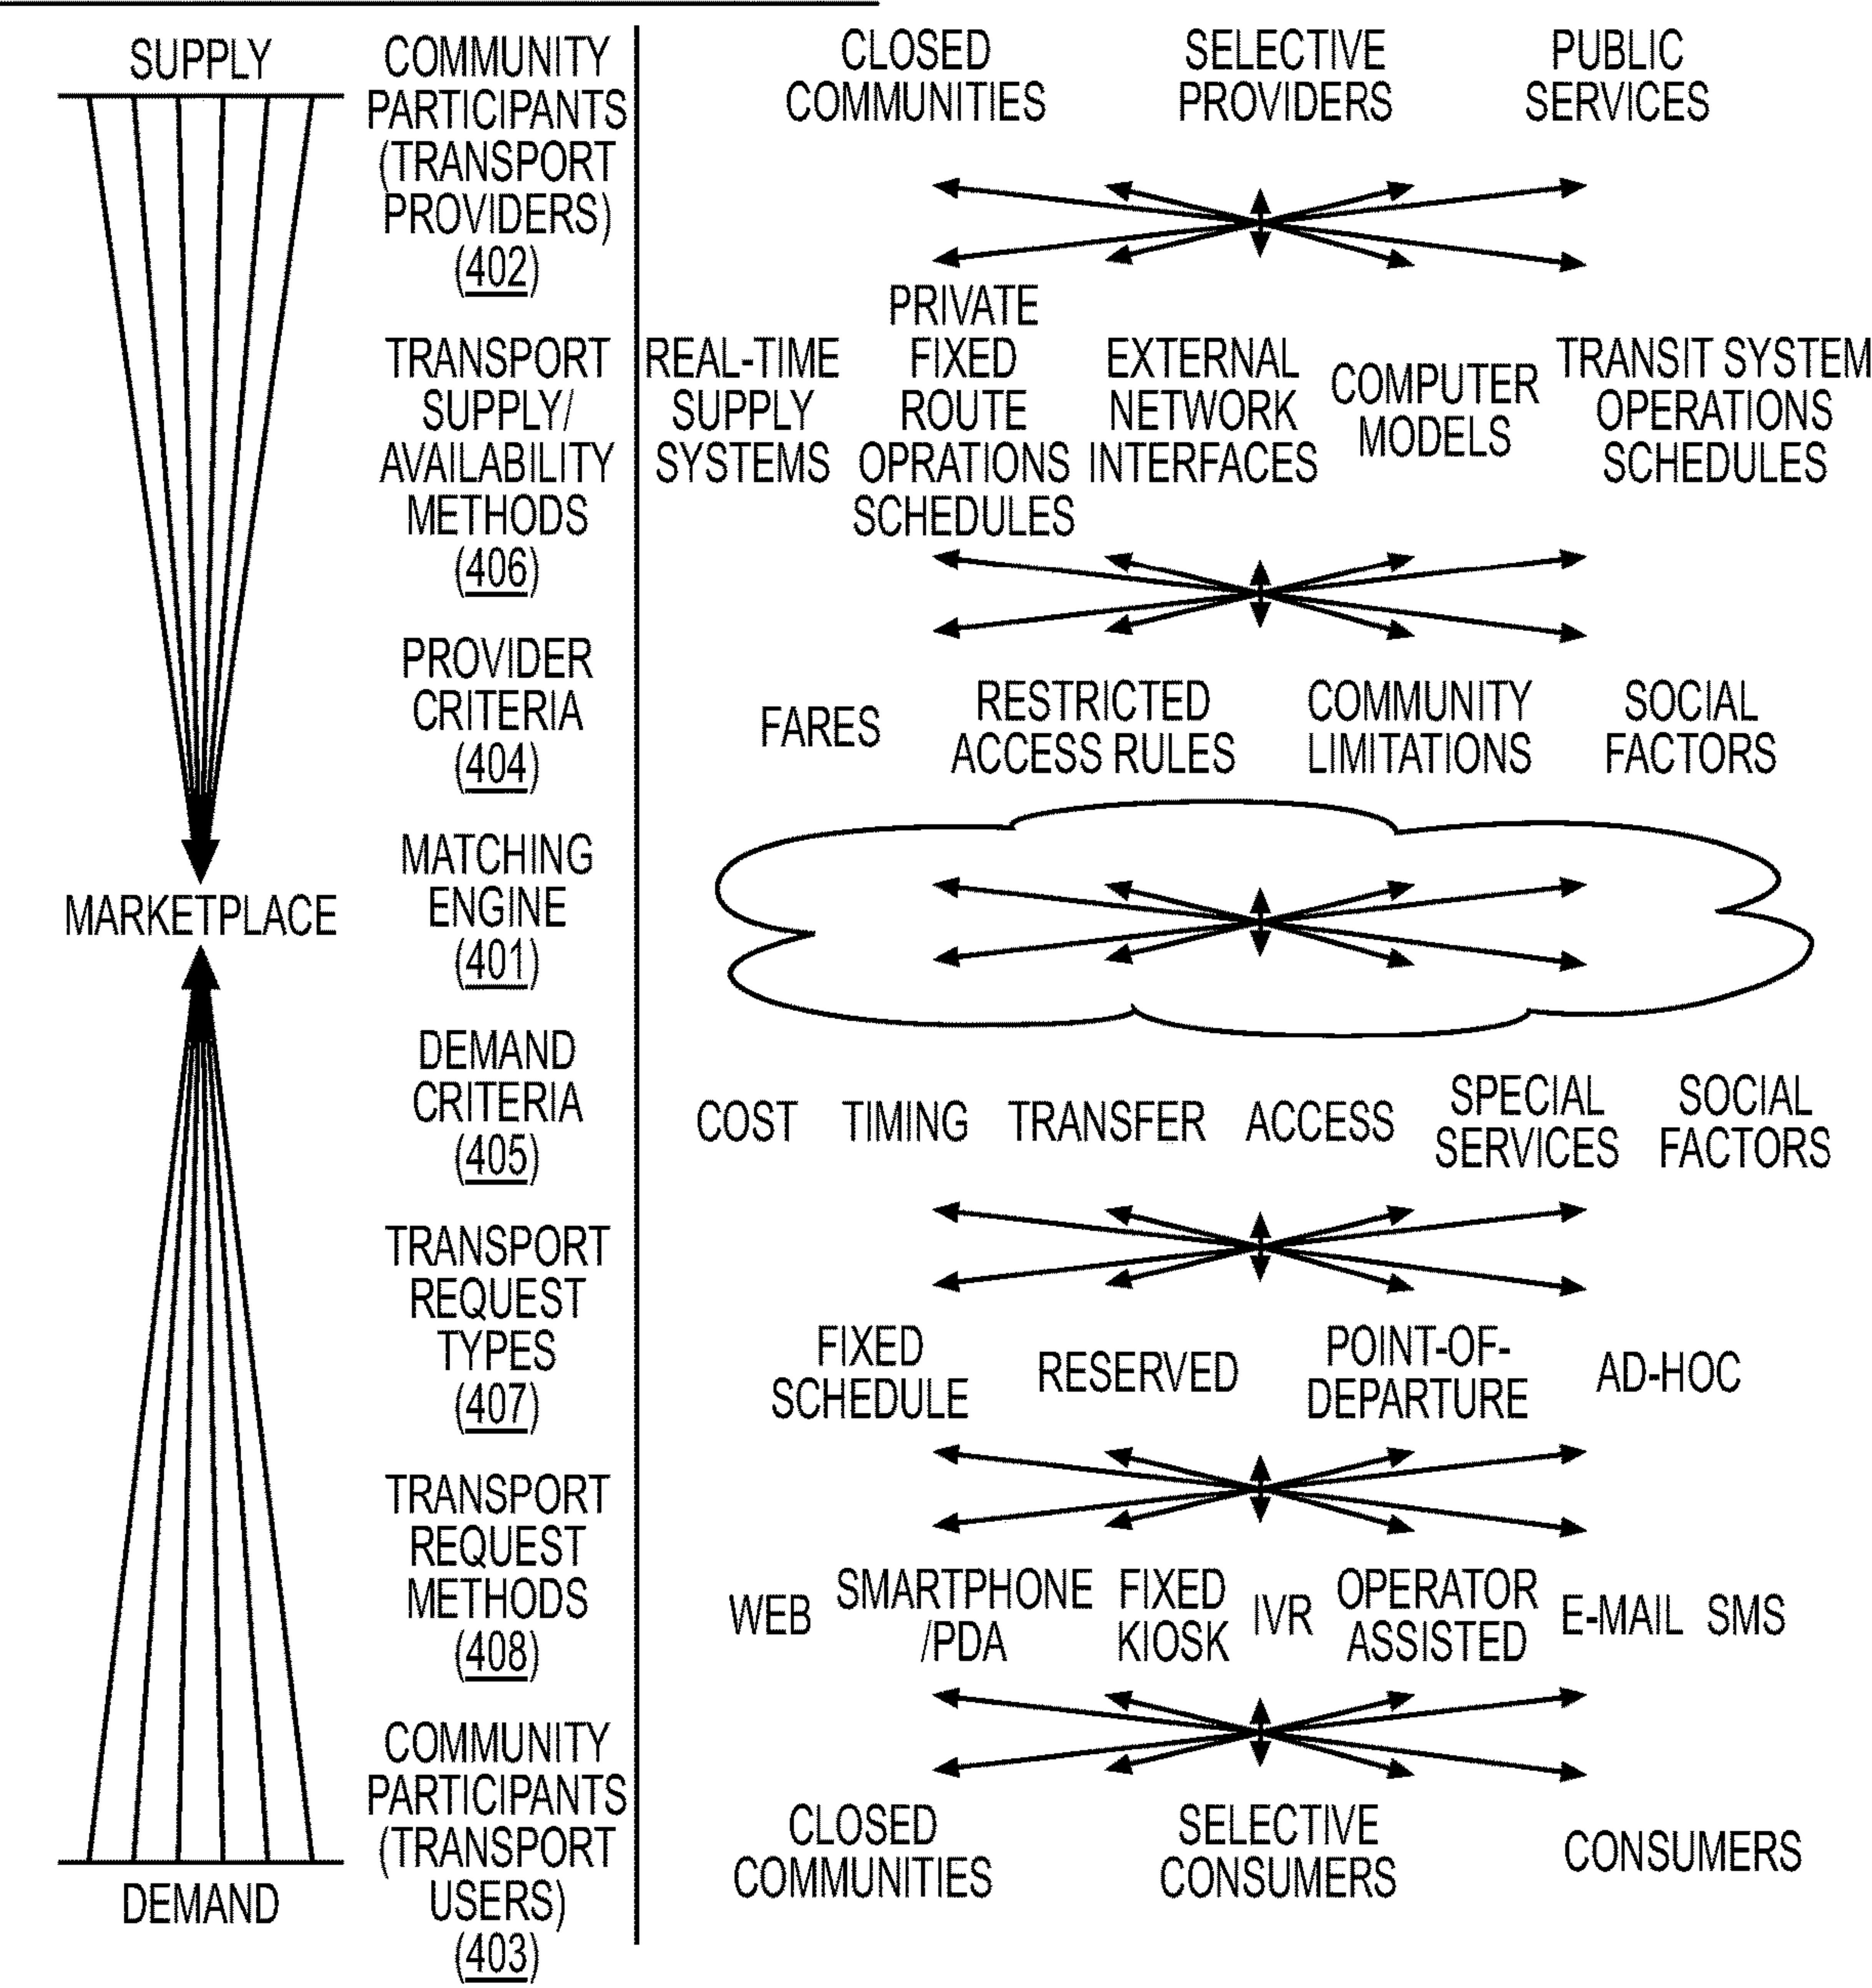 SUPPLY
COMMUNITY
PARTICIPANTS
(TRANSPORT
PROVIDERS)
(402)
CLOSED
COMMUNITIES
SELECTIVE
PROVIDERS
PUBLIC
SERVICES
TRANSPORT
SUPPLY/
AVAILABILITY
METHODS
(406)
REAL-TIME
SUPPLY
SYSTEMS
PRIVATE
FIXED
ROUTE
OPRATIONS
SCHEDULES
EXTERNAL
NETWORK
INTERFACES
COMPUTER
MODELS
TRANSIT SYSTEM
OPERATIONS
SCHEDULES
PROVIDER
CRITERIA
(404)
FARES
RESTRICTED
ACCESS RULES
COMMUNITY
LIMITATIONS
SOCIAL
FACTORS
MARKETPLACE
MATCHING
ENGINE
(401)
DEMAND
CRITERIA
(405)
COST
TIMING
TRANSFER
ACCESS
SPECIAL
SERVICES
SOCIAL
FACTORS
TRANSPORT
REQUEST
TYPES
(407)
FIXED
SCHEDULE
RESERVED
POINT-OF-
DEPARTURE
AD-HOC
TRANSPORT
REQUEST
METHODS
(408)
WEB
SMARTPHONE
/PDA
FIXED
KIOSK
IVR
OPERATOR
ASSISTED
E-MAIL
SMS
COMMUNITY
PARTICIPANTS
(TRANSPORT
USERS)
(403)
CLOSED
COMMUNITIES
SELECTIVE
CONSUMERS
CONSUMERS
DEMAND